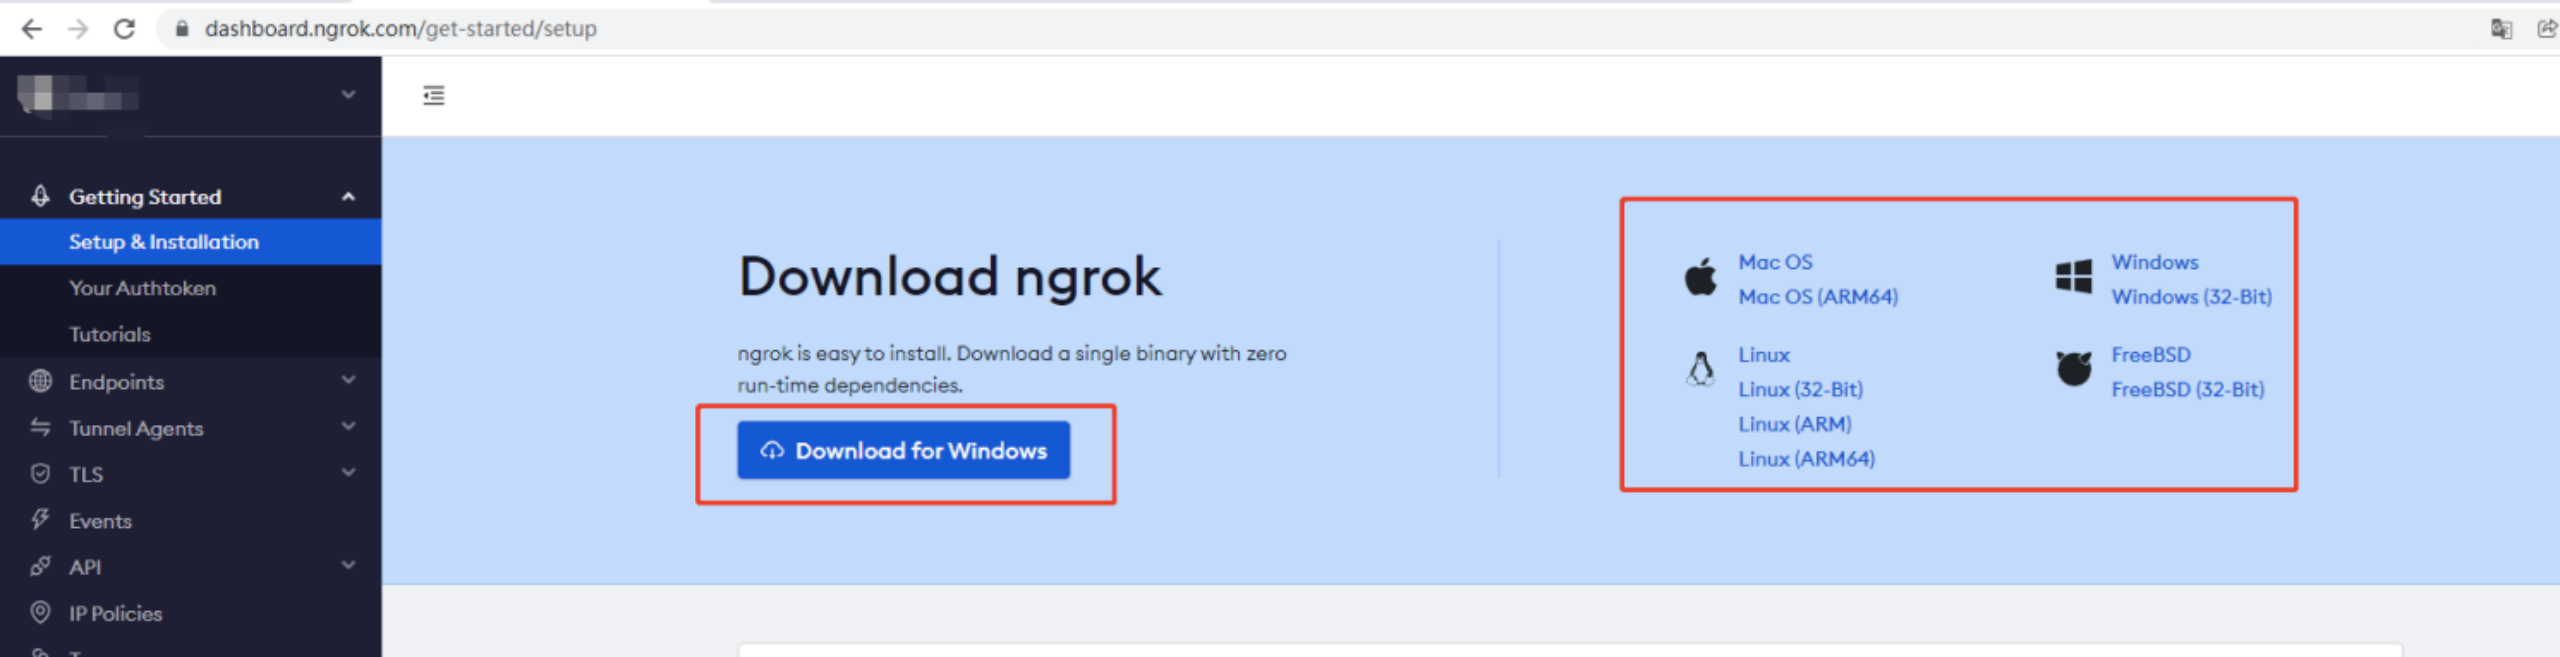 dashboard.ngrok.com/get-started/setup
Getting Started
Setup & Installation
Your Authtoken
Tutorials
Endpoints
Tunnel Agents
TLS
Events
API
IP Policies
Download ngrok
ngrok is easy to install. Download a single binary with zero
run-time dependencies.
Download for Windows
Mac OS
Mac OS (ARM64)
Linux
Linux (32-Bit)
Linux (ARM)
Linux (ARM64)
Windows
Windows (32-Bit)
FreeBSD
FreeBSD (32-Bit)